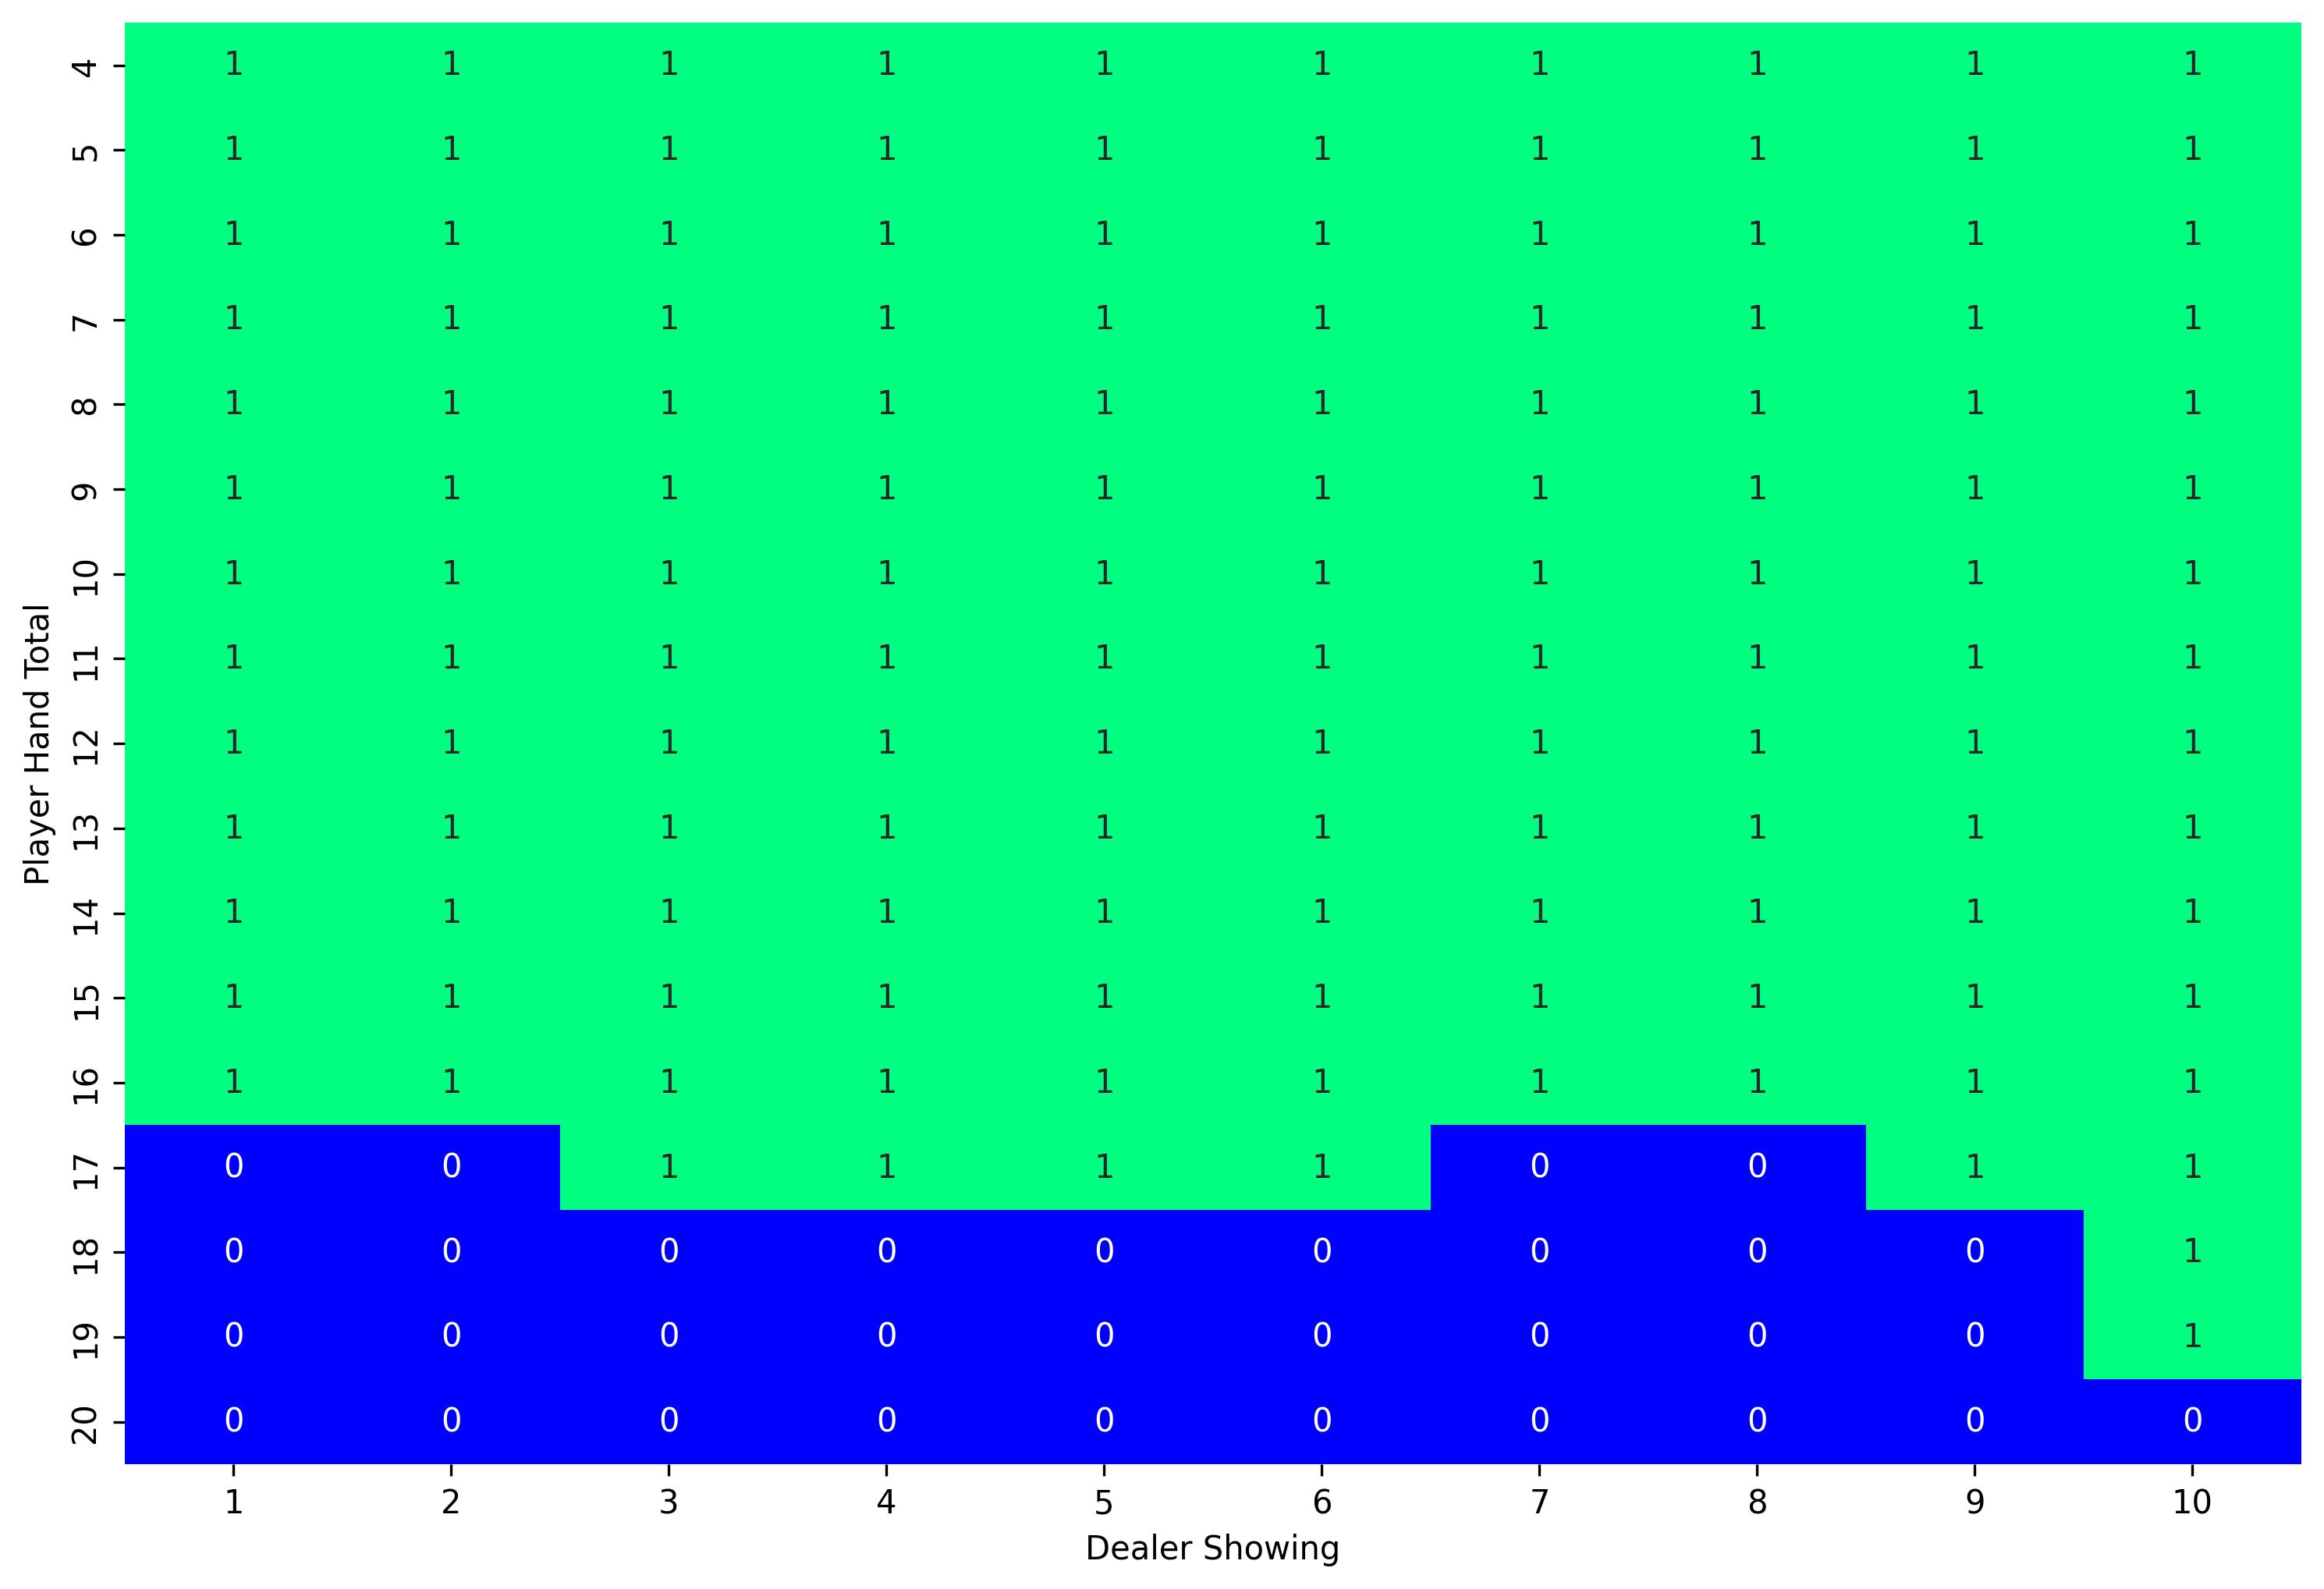 Player Hand Total
4 1 1 1 1 1 1 1 1 1 1
5 1 1 1 1 1 1 1 1 1 1
6 1 1 1 1 1 1 1 1 1 1
7 1 1 1 1 1 1 1 1 1 1
8 1 1 1 1 1 1 1 1 1 1
9 1 1 1 1 1 1 1 1 1 1
10 1 1 1 1 1 1 1 1 1 1
11 1 1 1 1 1 1 1 1 1 1
12 1 1 1 1 1 1 1 1 1 1
13 1 1 1 1 1 1 1 1 1 1
14 1 1 1 1 1 1 1 1 1 1
15 1 1 1 1 1 1 1 1 1 1
16 1 1 1 1 1 1 1 1 1 1
17 0 0 1 1 1 1 0 0 1 1
18 0 0 0 0 0 0 0 0 0 1
19 0 0 0 0 0 0 0 0 0 1
20 0 0 0 0 0 0 0 0 0 0
1 2 3 4 5 6 7 8 9 10
Dealer Showing